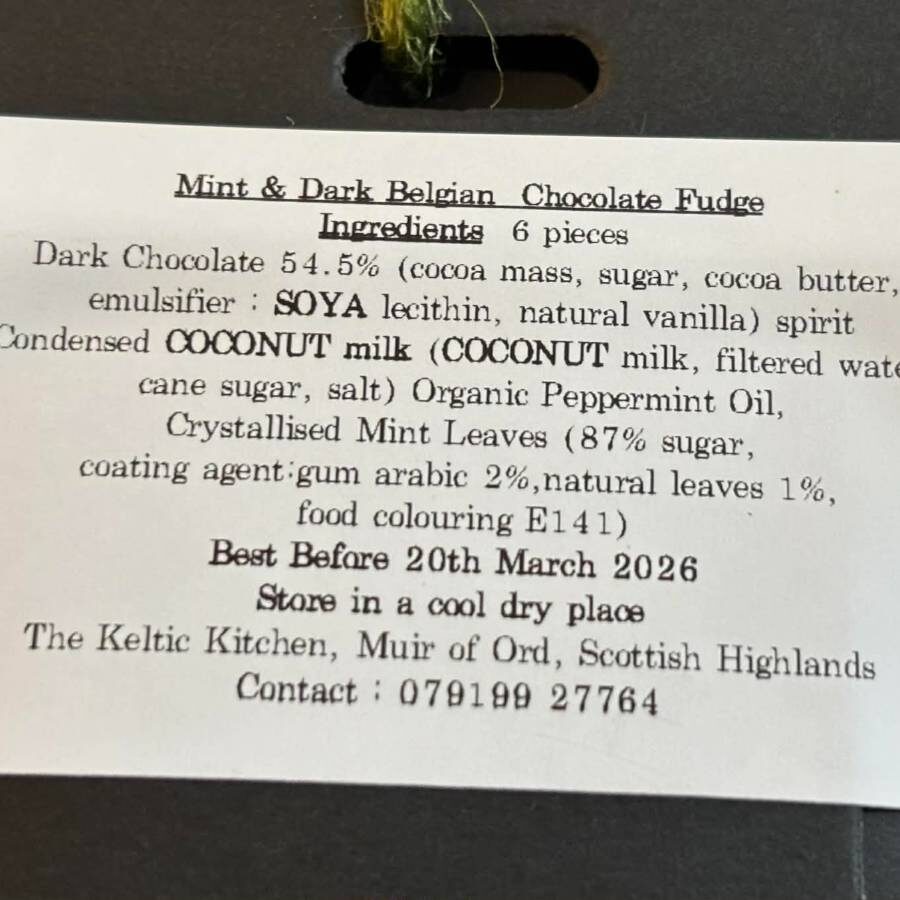 Mint & Dark Belgian Chocolate Fudge
Ingredients 6 pieces
Dark Chocolate 54.5% (cocoa mass, sugar, cocoa butter,
emulsifier : SOYA lecithin, natural vanilla) spirit
Condensed COCONUT milk (COCONUT milk, filtered wate
cane sugar, salt) Organic Peppermint Oil,
Crystallised Mint Leaves (87% sugar,
coating agent:gum arabic 2%,natural leaves 1%,
food colouring E141)
Best Before 20th March 2026
Store in a cool dry place
The Keltic Kitchen, Muir of Ord, Scottish Highlands
Contact : 079199 27764